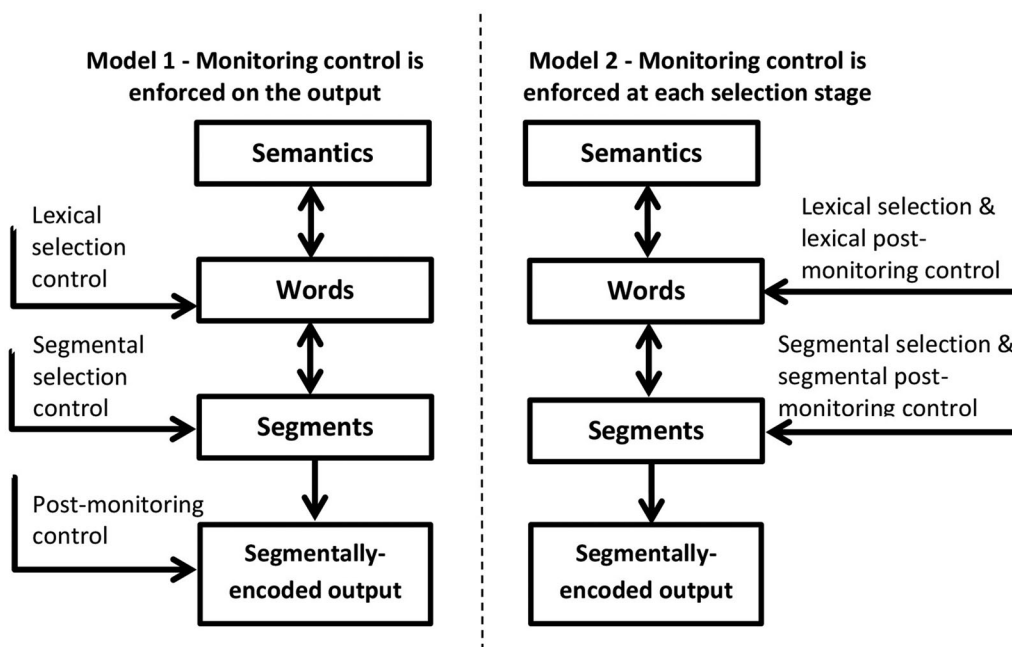 Model 1 - Monitoring control is
enforced on the output
Semantics
Lexical
selection
control
Words
Segmental
selection
control
Segments
Post-monitoring
control
Segmentally-
encoded output
Model 2 - Monitoring control is
enforced at each selection stage
Semantics
Lexical selection &
lexical post-
monitoring control
Words
Segmental selection &
segmental post-
monitoring control
Segments
Segmentally-
encoded output